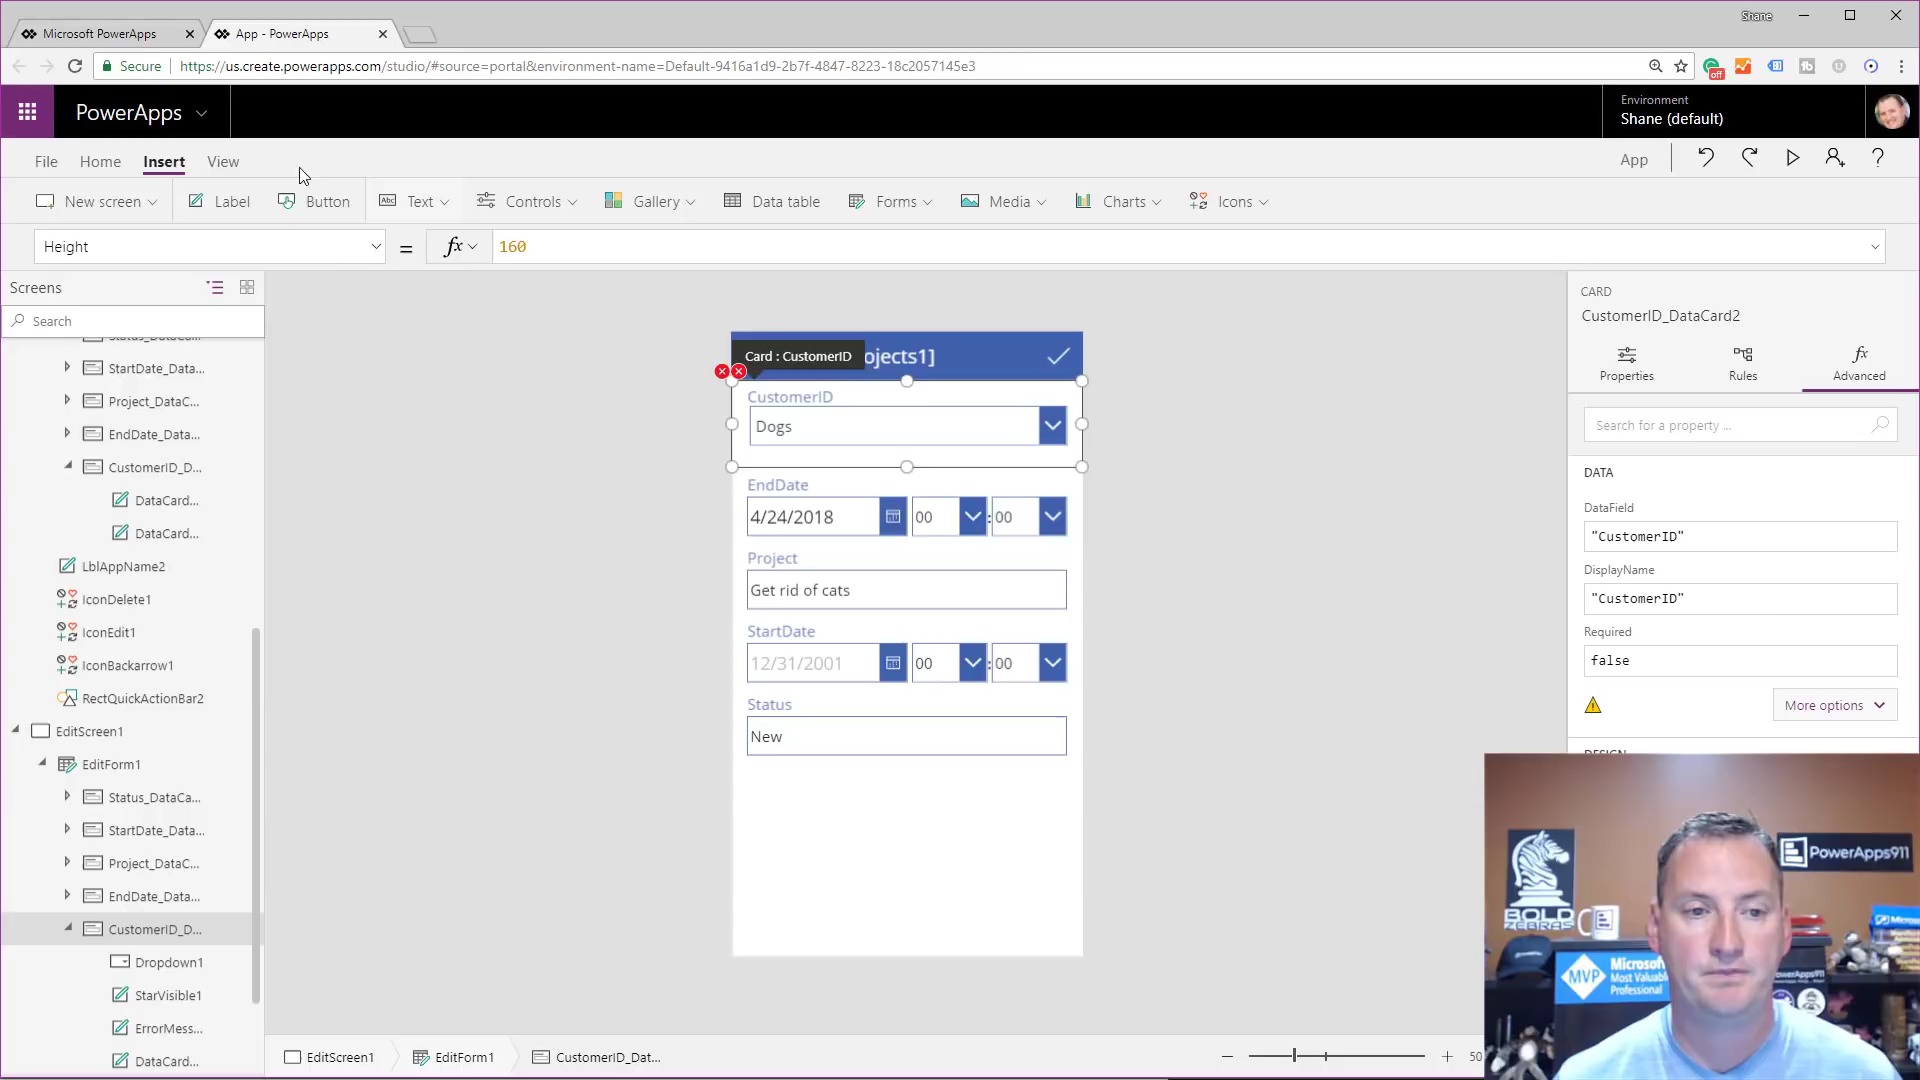 Shane
Microsoft PowerApps
App - PowerApps
Secure
https://us.create.powerapps.com/studio/#source=portal&environment-name=Default-9416a1d9-2b7f-4847-8223-18c2057145e3
off
PowerApps
Environment
Shane (default)
File
Home
Insert
View
App
New screen
Label
Button
Abc
Text
Controls
Gallery
Data table
Forms
Media
Charts
Icons
Height
=
fx
160
Screens
Search
StartDate_Data...
Project_DataC...
EndDate_Data...
CustomerID_D...
DataCard...
DataCard...
LblAppName2
IconDelete1
IconEdit1
IconBackarrow1
RectQuickActionBar2
EditScreen1
EditForm1
Status_DataCa...
StartDate_Data...
Project_DataC...
EndDate_Data...
CustomerID_D...
Dropdown1
StarVisible1
ErrorMess...
DataCard...
Card : CustomerID
ojects1]
CustomerID
Dogs
EndDate
4/24/2018
00
:
00
Project
Get rid of cats
StartDate
12/31/2001
00
:
00
Status
New
EditScreen1
EditForm1
CustomerID_Dat...
50
CARD
CustomerID_DataCard2
Properties
Rules
fx
Advanced
Search for a property ...
DATA
DataField
"CustomerID"
DisplayName
"CustomerID"
Required
false
More options
PowerApps911
BOLD
ZEBRAS
MVP
Microsoft
Most Valuable
Professional
PowerApps911